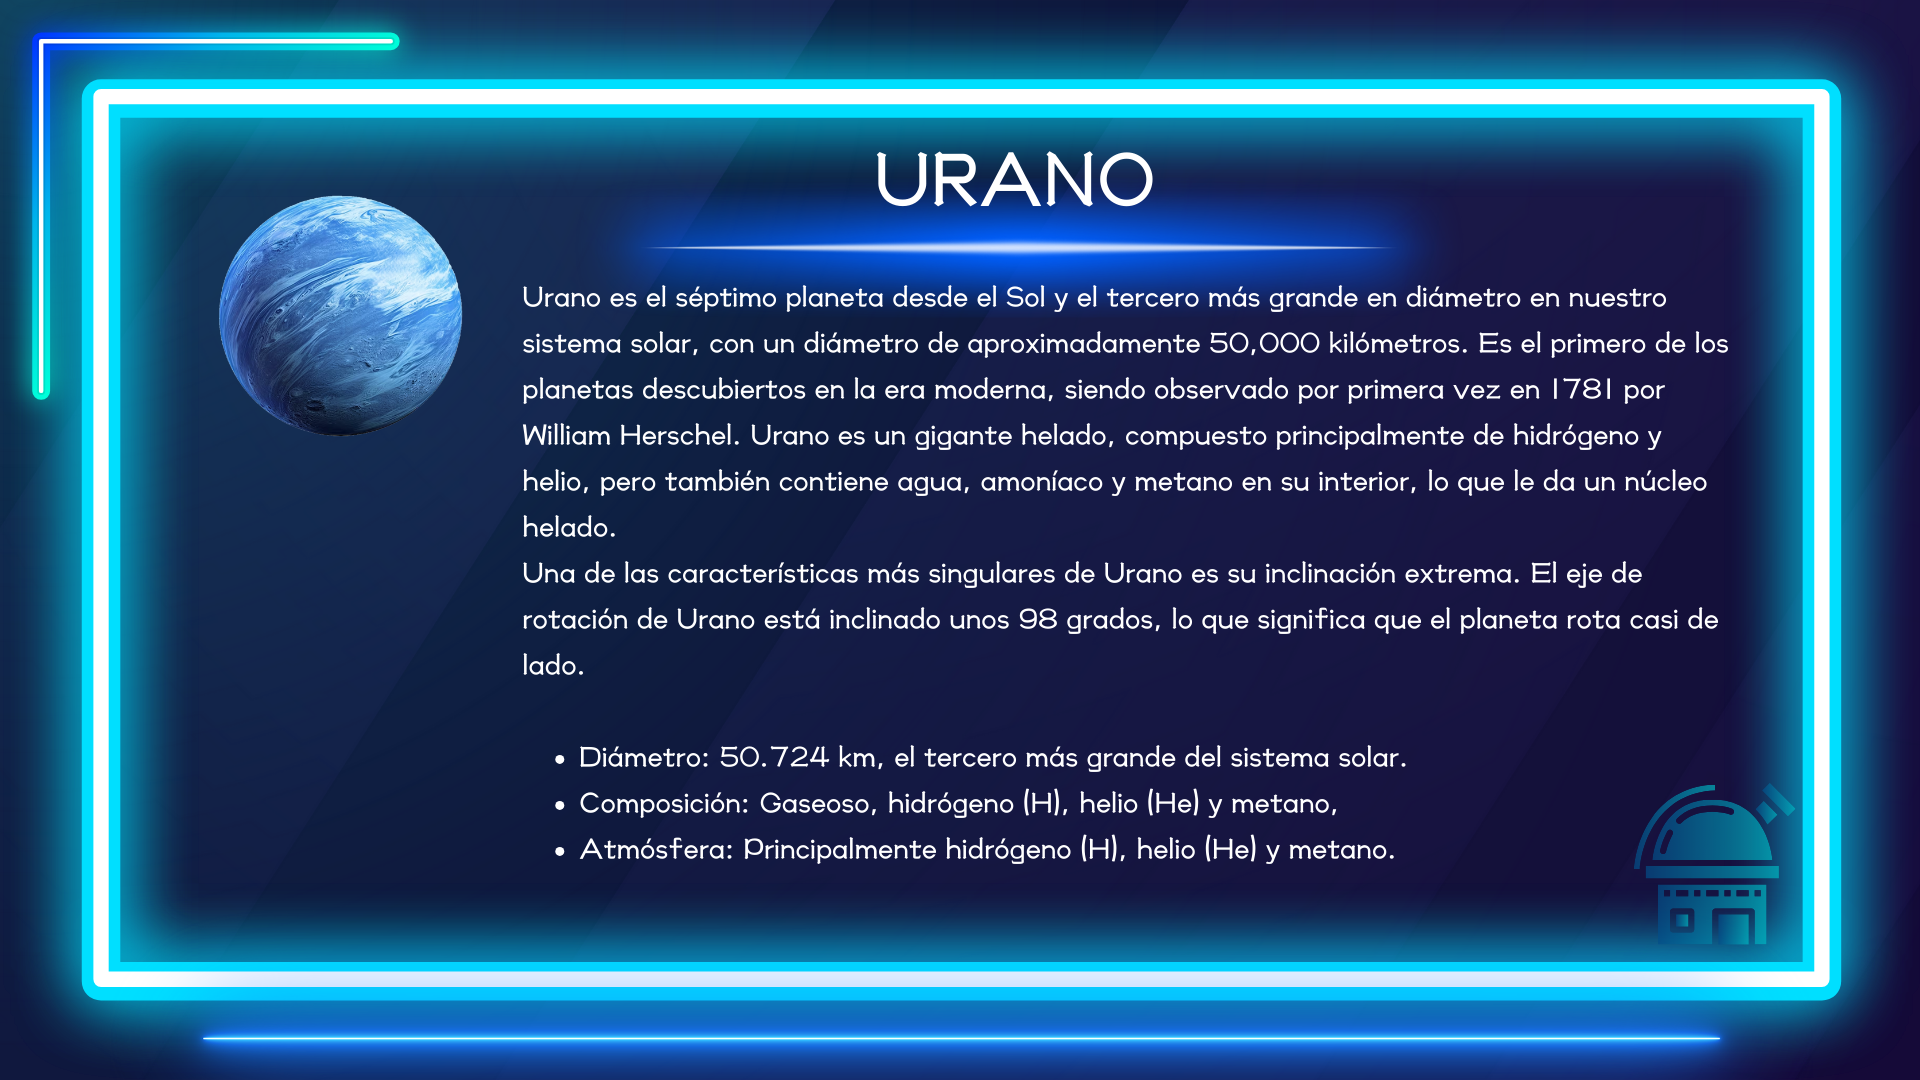 URANO
Urano es el séptimo planeta desde el Sol y el tercero más grande en diámetro en nuestro
sistema solar, con un diámetro de aproximadamente 50,000 kilómetros. Es el primero de los
planetas descubiertos en la era moderna, siendo observado por primera vez en 1781 por
William Herschel. Urano es un gigante helado, compuesto principalmente de hidrógeno y
helio, pero también contiene agua, amoníaco y metano en su interior, lo que le da un núcleo
helado.
Una de las características más singulares de Urano es su inclinación extrema. El eje de
rotación de Urano está inclinado unos 98 grados, lo que significa que el planeta rota casi de
lado.
• Diámetro: 50.724 km, el tercero más grande del sistema solar.
• Composición: Gaseoso, hidrógeno (H), helio (He) y metano,
• Atmósfera: Principalmente hidrógeno (H), helio (He) y metano.